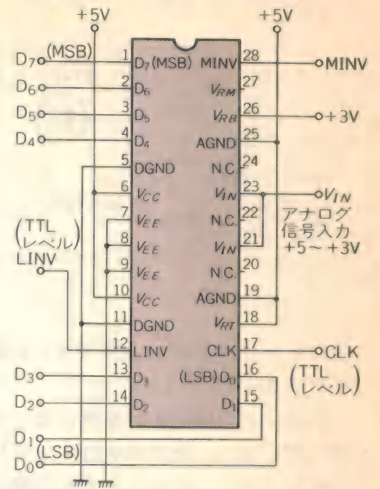 +5V
+5V
D7 (MSB)
1
D7(MSB)
MINV
28
MINV
D6
2
D6
VRM
27
D5
3
D5
VRB
26
+3V
D4
4
D4
AGND
25
5
DGND
N.C.
24
6
VCC
VIN
23
VIN
7
VEE
N.C.
22
アナログ
信号入力
+5~+3V
(TTL
レベル)
LINV
8
VEE
VIN
21
9
VEE
N.C.
20
10
VCC
AGND
19
11
DGND
VRT
18
12
LINV
CLK
17
CLK
(TTL
レベル)
D3
13
D3
(LSB)D0
16
D2
14
D2
D1
15
D1
D0 (LSB)